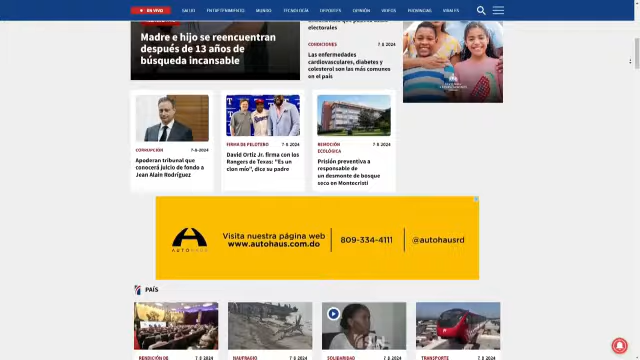 EN VIVO
SALUD
ENTRETENIMIENTO
MUNDO
TECNOLOGÍA
DEPORTES
OPINIÓN
VIDEOS
PROVINCIAS
VIRALES
Madre e hijo se reencuentran
después de 13 años de
búsqueda incansable
electorales
CONDICIONES
7 8 2024
Las enfermedades
cardiovasculares, diabetes y
colesterol son las más comunes
en el país
CORRUPCIÓN
7-8-2024
Apoderan tribunal que
conocerá juicio de fondo a
Jean Alain Rodríguez
FIRMA DE PELOTERO
7 8 2024
David Ortiz Jr. firma con los
Rangers de Texas: "Es un
clon mío", dice su padre
REMOCIÓN
ECOLÓGICA
7 8 2024
Prisión preventiva a
responsable de
un desmonte de bosque
seco en Montecristi
AUTOHAUS
Visita nuestra página web
www.autohaus.com.do
809-334-4111
@autohausrd
PAÍS
RENDICIÓN DE
7 8 2024
NAUFRAGIO
7 8 2024
SOLIDARIDAD
7 8 2024
TRANSPORTE
7 8 2024